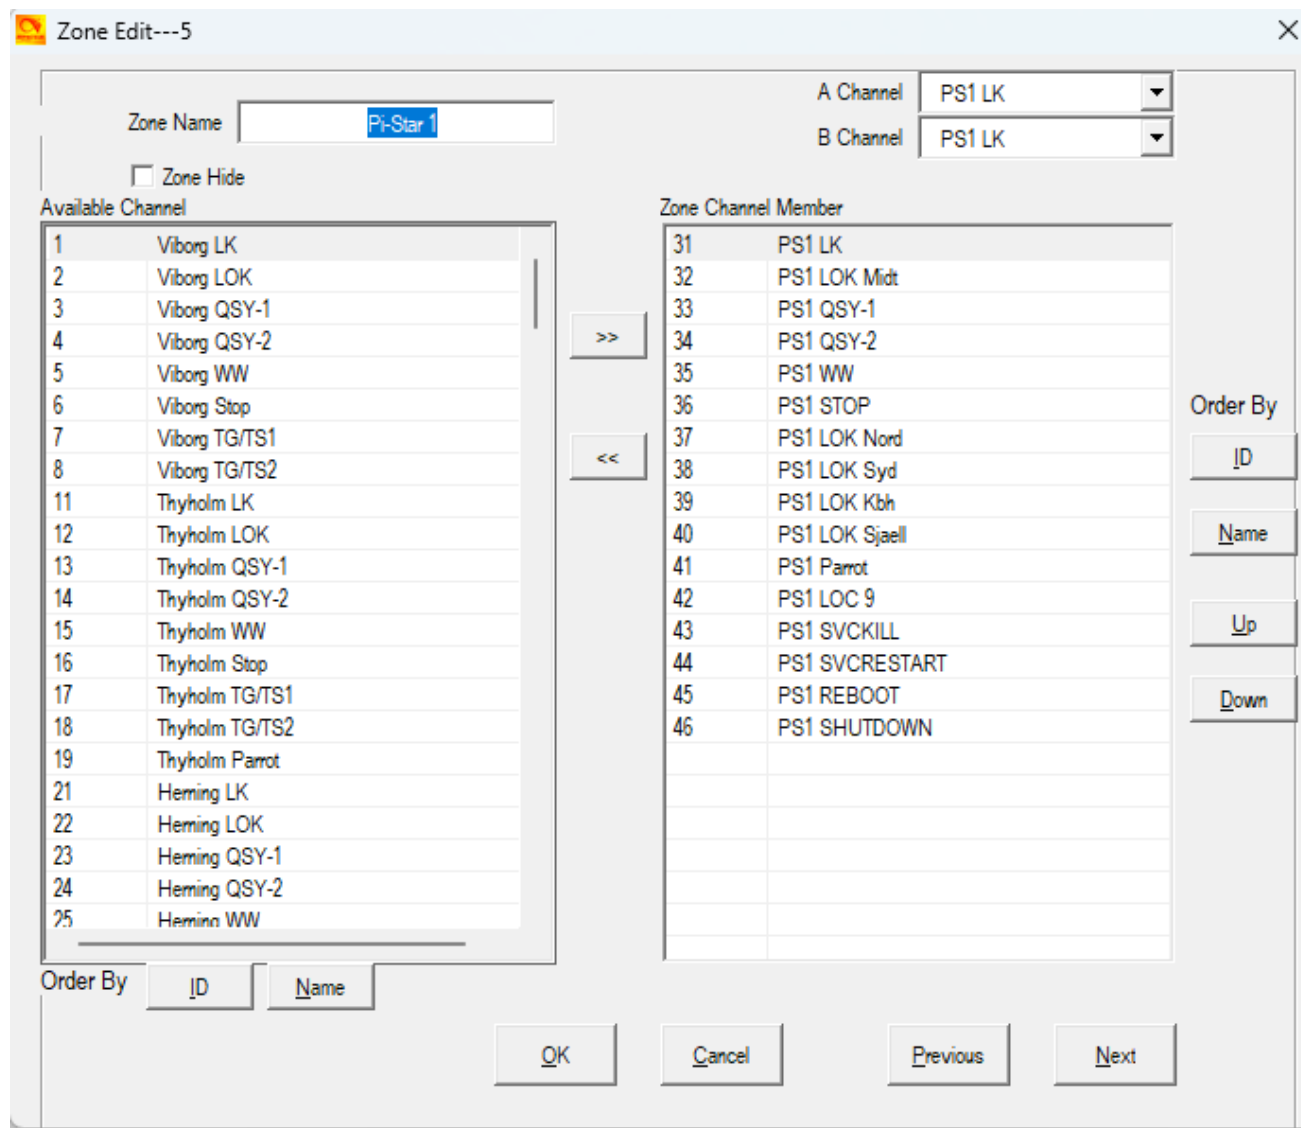 Zone Edit---5
Zone Name Pi-Star 1
A Channel PS1 LK
B Channel PS1 LK
Zone Hide
Available Channel
1 Viborg LK
2 Viborg LOK
3 Viborg QSY-1
4 Viborg QSY-2
5 Viborg WW
6 Viborg Stop
7 Viborg TG/TS1
8 Viborg TG/TS2
11 Thyholm LK
12 Thyholm LOK
13 Thyholm QSY-1
14 Thyholm QSY-2
15 Thyholm WW
16 Thyholm Stop
17 Thyholm TG/TS1
18 Thyholm TG/TS2
19 Thyholm Parrot
21 Herning LK
22 Herning LOK
23 Herning QSY-1
24 Herning QSY-2
25 Herning WW
Order By ID Name
>>
<<
Zone Channel Member
31 PS1 LK
32 PS1 LOK Midt
33 PS1 QSY-1
34 PS1 QSY-2
35 PS1 WW
36 PS1 STOP
37 PS1 LOK Nord
38 PS1 LOK Syd
39 PS1 LOK Kbh
40 PS1 LOK Sjaell
41 PS1 Parrot
42 PS1 LOC 9
43 PS1 SVCKILL
44 PS1 SVCRESTART
45 PS1 REBOOT
46 PS1 SHUTDOWN
Order By
ID
Name
Up
Down
OK Cancel Previous Next